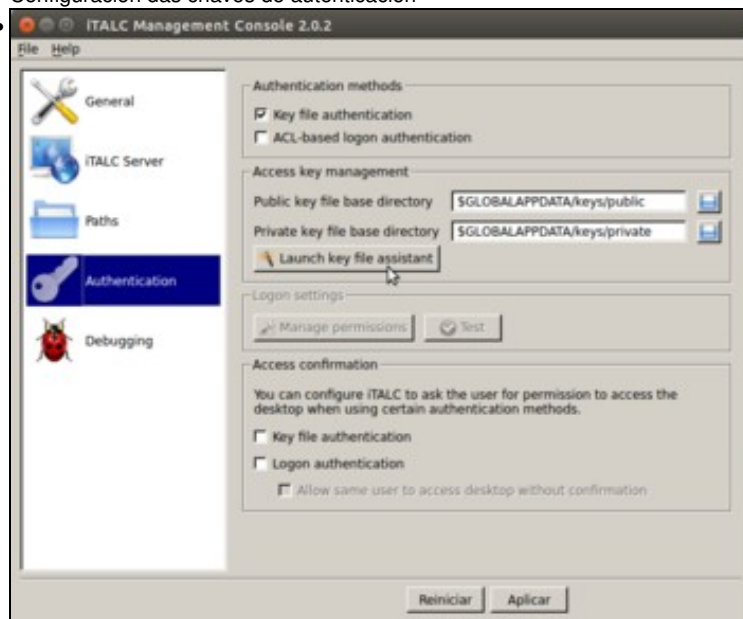 Configuración das chaves de autenticación
iTALC Management Console 2.0.2
File Help
General
iTALC Server
Paths
Authentication
Debugging
Authentication methods
Key file authentication
ACL-based logon authentication
Access key management
Public key file base directory $GLOBALAPPDATA/keys/public
Private key file base directory $GLOBALAPPDATA/keys/private
Launch key file assistant
Logon settings
Manage permissions Test
Access confirmation
You can configure iTALC to ask the user for permission to access the
desktop when using certain authentication methods.
Key file authentication
Logon authentication
Allow same user to access desktop without confirmation
Reiniciar Aplicar